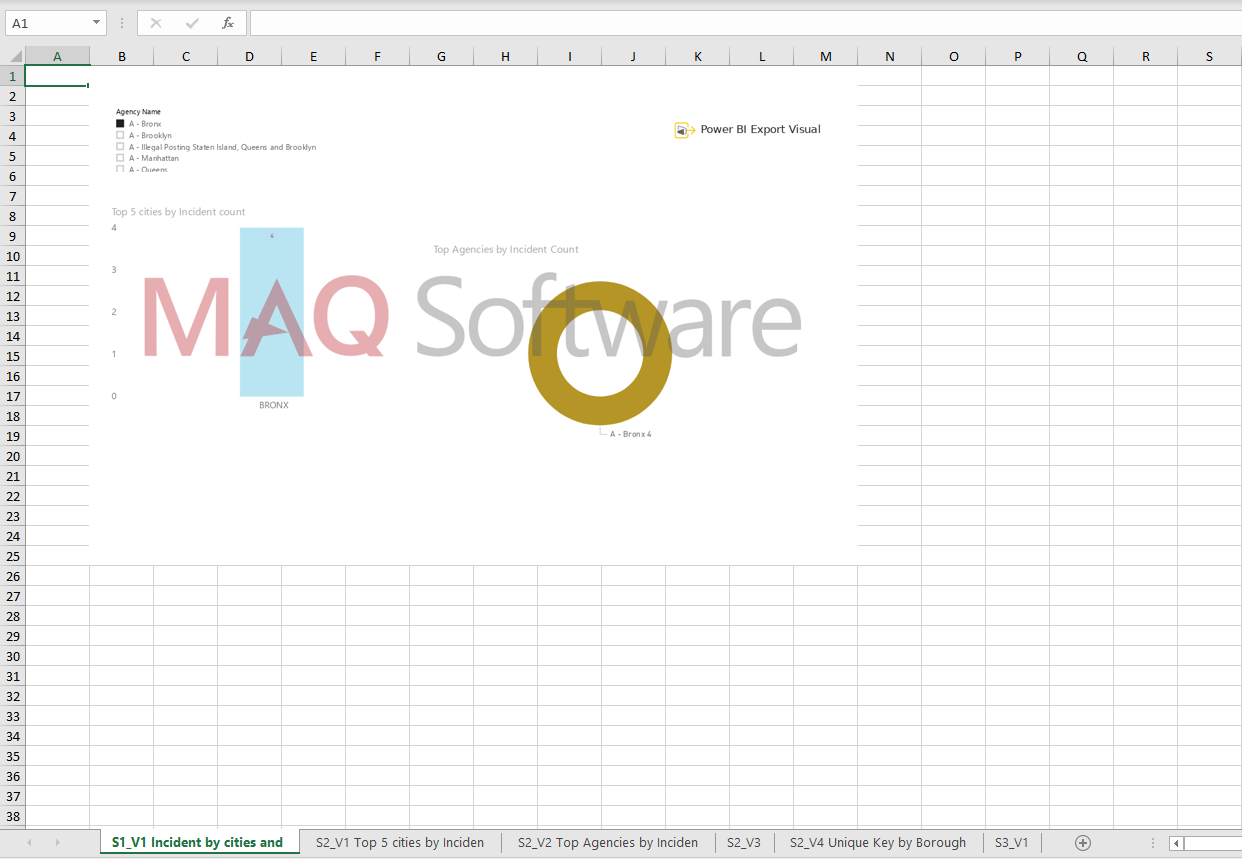 A1
fx
A B C D E F G H I J K L M N O P Q R S
1
2
3
4
5
6
7
8
9
10
11
12
13
14
15
16
17
18
19
20
21
22
23
24
25
26
27
28
29
30
31
32
33
34
35
36
37
38
Agency Name
A - Bronx
A - Brooklyn
A - Illegal Posting Staten Island, Queens and Brooklyn
A - Manhattan
A - Queens
Power BI Export Visual
Top 5 cities by Incident count
4
3
2
1
0
4
BRONX
Top Agencies by Incident Count
A - Bronx 4
MAQ Software
S1_V1 Incident by cities and
S2_V1 Top 5 cities by Inciden
S2_V2 Top Agencies by Inciden
S2_V3
S2_V4 Unique Key by Borough
S3_V1